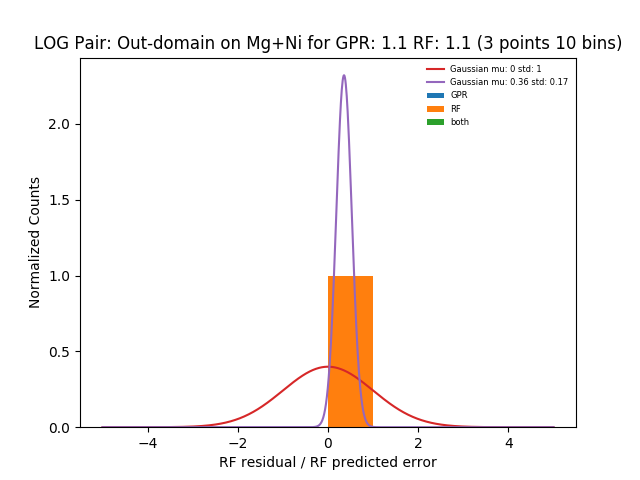 LOG Pair: Out-domain on Mg+Ni for GPR: 1.1 RF: 1.1 (3 points 10 bins)
Gaussian mu: 0 std: 1
Gaussian mu: 0.36 std: 0.17
GPR
RF
both
Normalized Counts
2.0
1.5
1.0
0.5
0.0
−4 −2 0 2 4
RF residual / RF predicted error